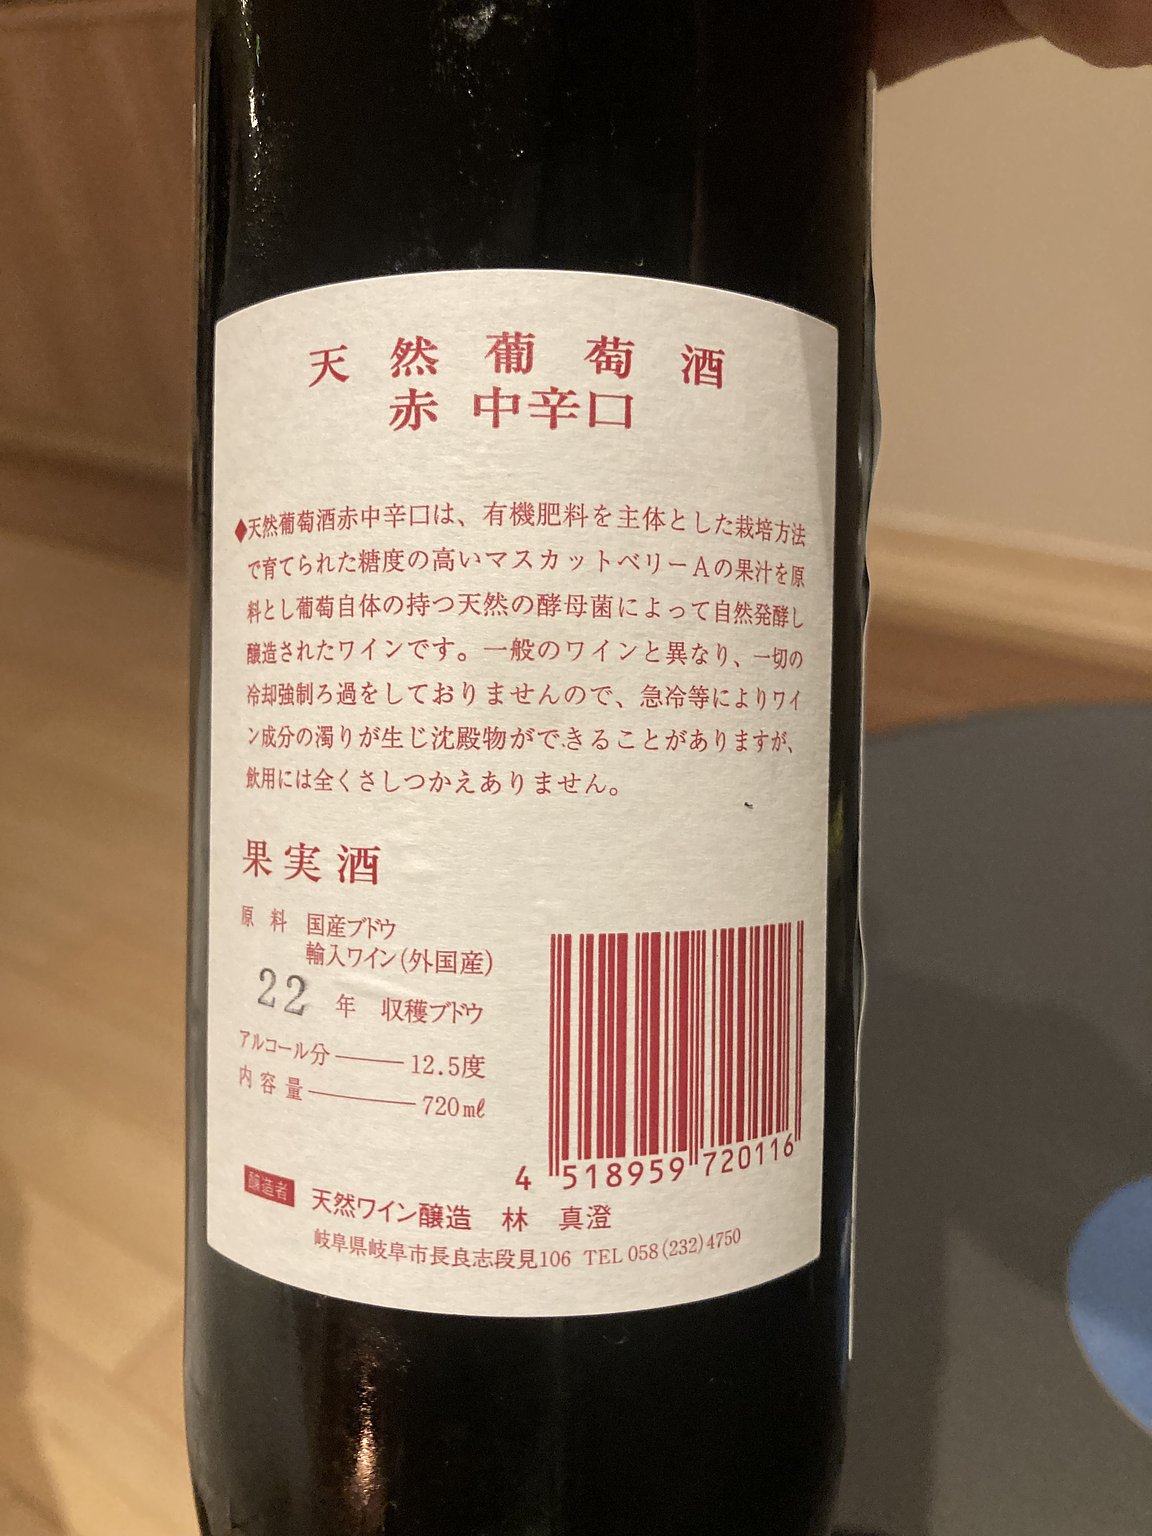 天然葡萄酒
赤 中辛口
◆天然葡萄酒赤中辛口は、有機肥料を主体とした栽培方法
で育てられた糖度の高いマスカットベリーAの果汁を原
料とし葡萄自体の持つ天然の酵母菌によって自然発酵し
醸造されたワインです。一般のワインと異なり、一切の
冷却強制ろ過をしておりませんので、急冷等によりワイ
ン成分の濁りが生じ沈殿物ができることがありますが、
飲用には全くさしつかえありません。
果実酒
原料 国産ブドウ
輸入ワイン(外国産)
22年 収穫ブドウ
アルコール分 12.5度
内容量 720mℓ
4 518959 720116
醸造者 天然ワイン醸造 林 真澄
岐阜県岐阜市長良志段見106 TEL 058(232)4750